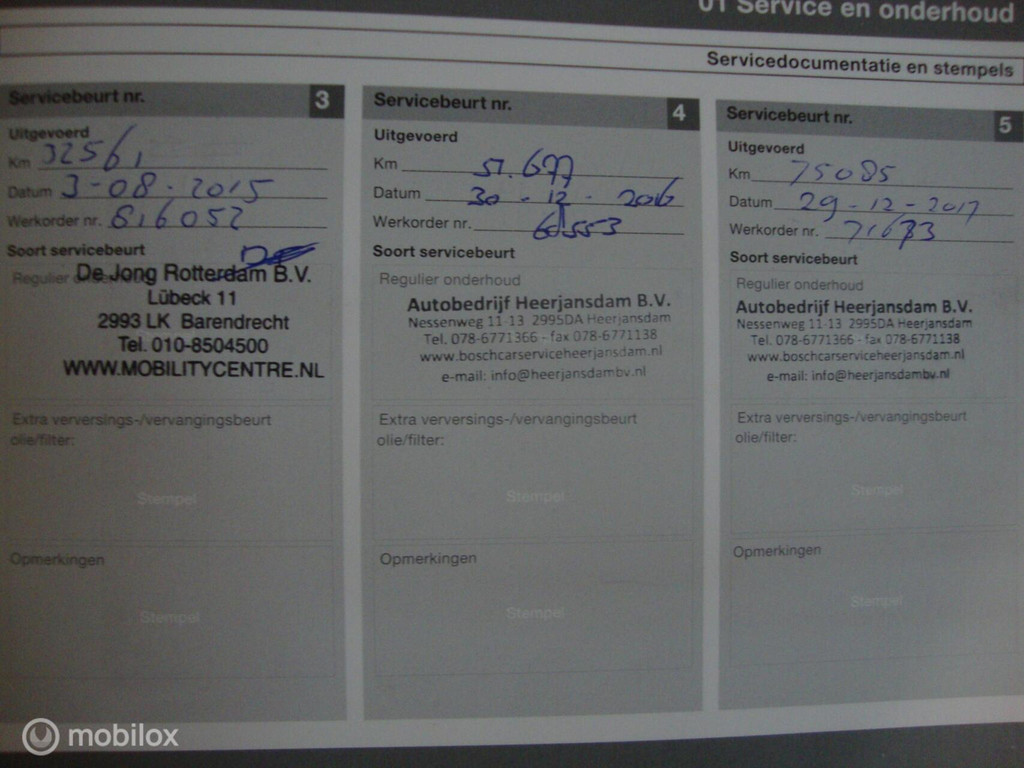 01 Service en onderhoud
Servicedocumentatie en stempels
Servicebeurt nr. 3
Uitgevoerd
Km 32561
Datum 3-08-2015
Werkorder nr. 616052
Soort servicebeurt
Regulier onderhoud
De Jong Rotterdam B.V.
Lübeck 11
2993 LK Barendrecht
Tel. 010-8504500
WWW.MOBILITYCENTRE.NL
Extra verversings-/vervangingsbeurt
olie/filter:
Stempel
Opmerkingen
Stempel
Servicebeurt nr. 4
Uitgevoerd
Km 51.677
Datum 30-12-2016
Werkorder nr.
Soort servicebeurt
Regulier onderhoud
Autobedrijf Heerjansdam B.V.
Nessenweg 11-13 2995DA Heerjansdam
Tel. 078-6771366 - fax 078-6771138
www.boschcarserviceheerjansdam.nl
e-mail: info@heerjansdambv.nl
Extra verversings-/vervangingsbeurt
olie/filter:
Stempel
Opmerkingen
Stempel
Servicebeurt nr. 5
Uitgevoerd
Km 75085
Datum 29-12-2017
Werkorder nr. 71673
Soort servicebeurt
Regulier onderhoud
Autobedrijf Heerjansdam B.V.
Nessenweg 11-13 2995DA Heerjansdam
Tel. 078-6771366 - fax 078-6771138
www.boschcarserviceheerjansdam.nl
e-mail: info@heerjansdambv.nl
Extra verversings-/vervangingsbeurt
olie/filter:
Stempel
Opmerkingen
Stempel
mobilox